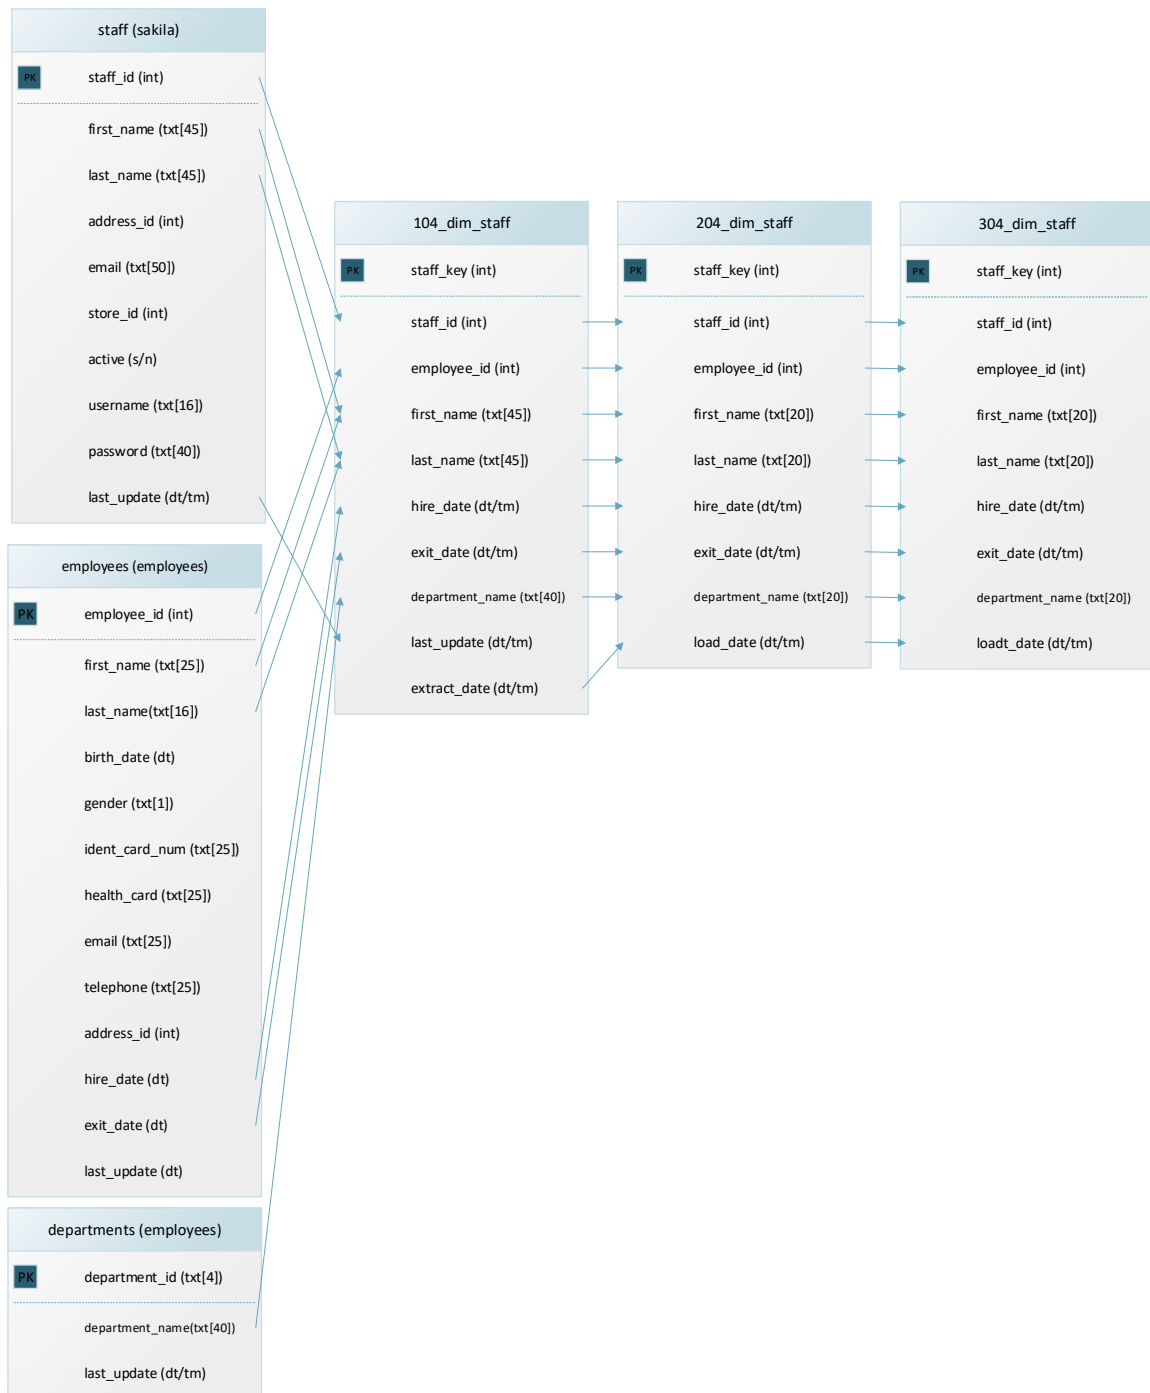 staff (sakila)
PK staff_id (int)
first_name (txt[45])
last_name (txt[45])
address_id (int)
email (txt[50])
store_id (int)
active (s/n)
username (txt[16])
password (txt[40])
last_update (dt/tm)
employees (employees)
PK employee_id (int)
first_name (txt[25])
last_name(txt[16])
birth_date (dt)
gender (txt[1])
ident_card_num (txt[25])
health_card (txt[25])
email (txt[25])
telephone (txt[25])
address_id (int)
hire_date (dt)
exit_date (dt)
last_update (dt)
departments (employees)
PK department_id (txt[4])
department_name(txt[40])
last_update (dt/tm)
104_dim_staff
PK staff_key (int)
staff_id (int)
employee_id (int)
first_name (txt[45])
last_name (txt[45])
hire_date (dt/tm)
exit_date (dt/tm)
department_name (txt[40])
last_update (dt/tm)
extract_date (dt/tm)
204_dim_staff
PK staff_key (int)
staff_id (int)
employee_id (int)
first_name (txt[20])
last_name (txt[20])
hire_date (dt/tm)
exit_date (dt/tm)
department_name (txt[20])
load_date (dt/tm)
304_dim_staff
PK staff_key (int)
staff_id (int)
employee_id (int)
first_name (txt[20])
last_name (txt[20])
hire_date (dt/tm)
exit_date (dt/tm)
department_name (txt[20])
loadt_date (dt/tm)